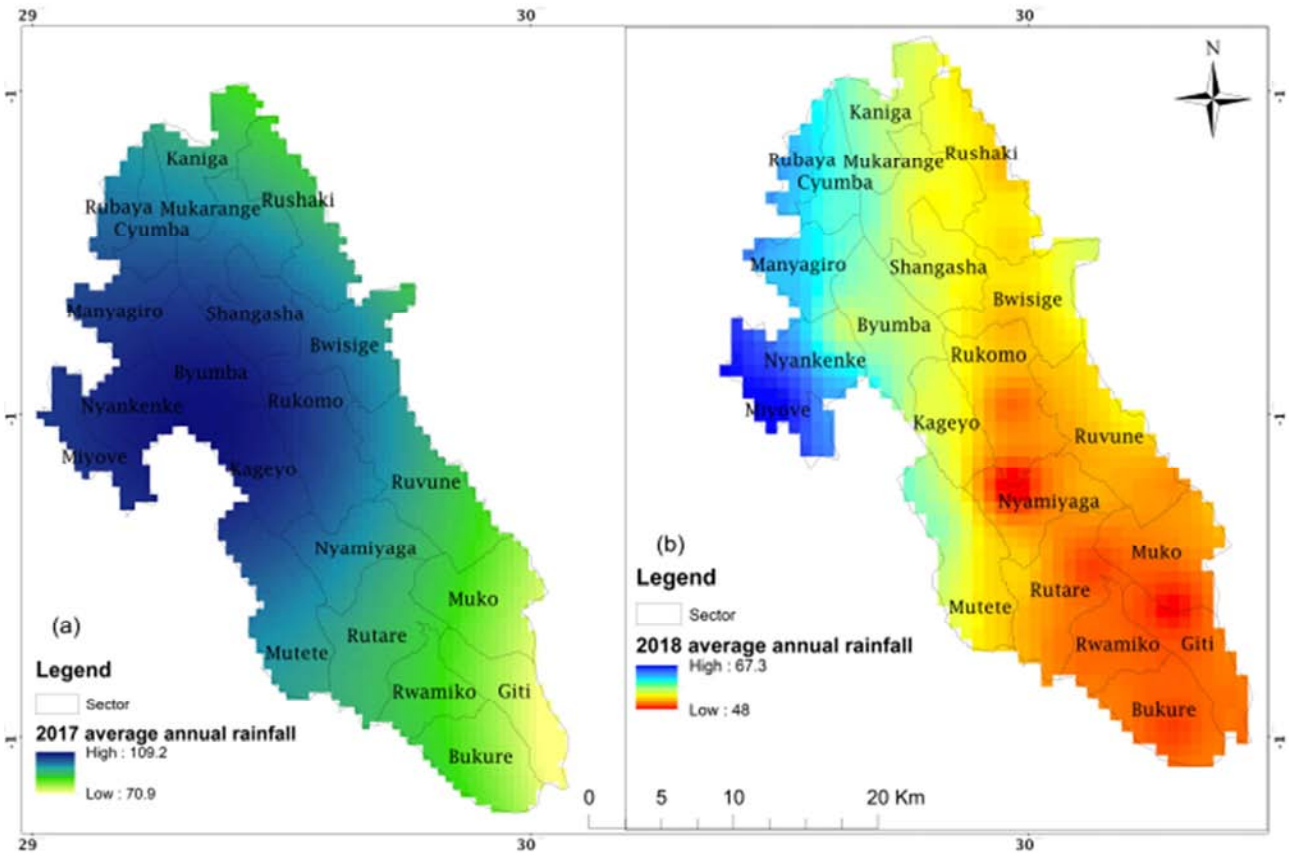 29 30 30
N
-1 -1
Kaniga
Rubaya Mukarange Rushaki
Cyumba
Manyagiro Shangasha
Bwisige
Byumba
Nyankenke Rukomo
Miyove Kageyo
Ruvune
Nyamiyaga
Muko
Rutare
Mutete
Rwamiko Giti
Bukure
(a)
Legend
Sector
2017 average annual rainfall
High : 109.2
Low : 70.9
-1 -1
-1 -1
Kaniga
Rubaya Mukarange Rushaki
Cyumba
Manyagiro Shangasha
Bwisige
Byumba
Rukomo
Nyankenke
Miyove
Kageyo
Ruvune
Nyamiyaga
Muko
Rutare
Mutete
Rwamiko Giti
Bukure
(b)
Legend
Sector
2018 average annual rainfall
High : 67.3
Low : 48
0 5 10 20 Km
29 30 30